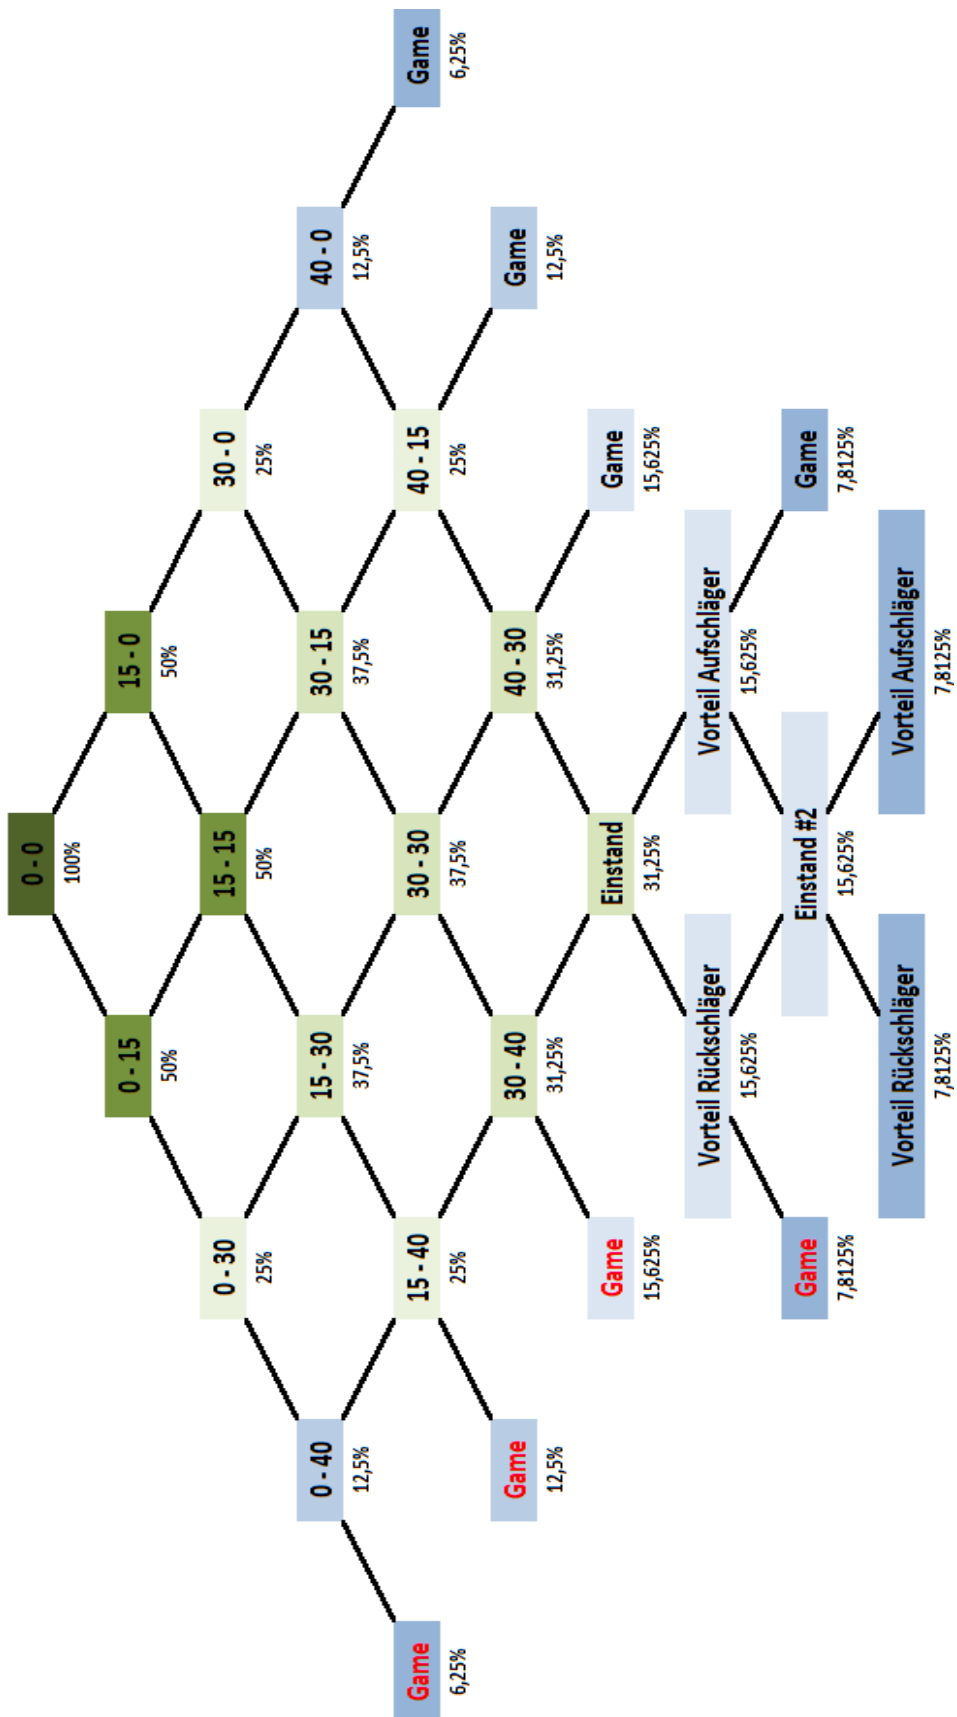 0 - 0
100%
0 - 15 15 - 0
50% 50%
0 - 30 15 - 15 30 - 0
25% 50% 25%
0 - 40 15 - 30 30 - 15 40 - 0
12,5% 37,5% 37,5% 12,5%
Game 15 - 40 30 - 30 40 - 15 Game
6,25% 25% 37,5% 25% 6,25%
Game 30 - 40 40 - 30 Game
12,5% 31,25% 31,25% 12,5%
Game Einstand Game
15,625% 31,25% 15,625%
Vorteil Rückschläger Vorteil Aufschläger
15,625% 15,625%
Game Einstand #2 Game
7,8125% 15,625% 7,8125%
Vorteil Rückschläger Vorteil Aufschläger
7,8125% 7,8125%